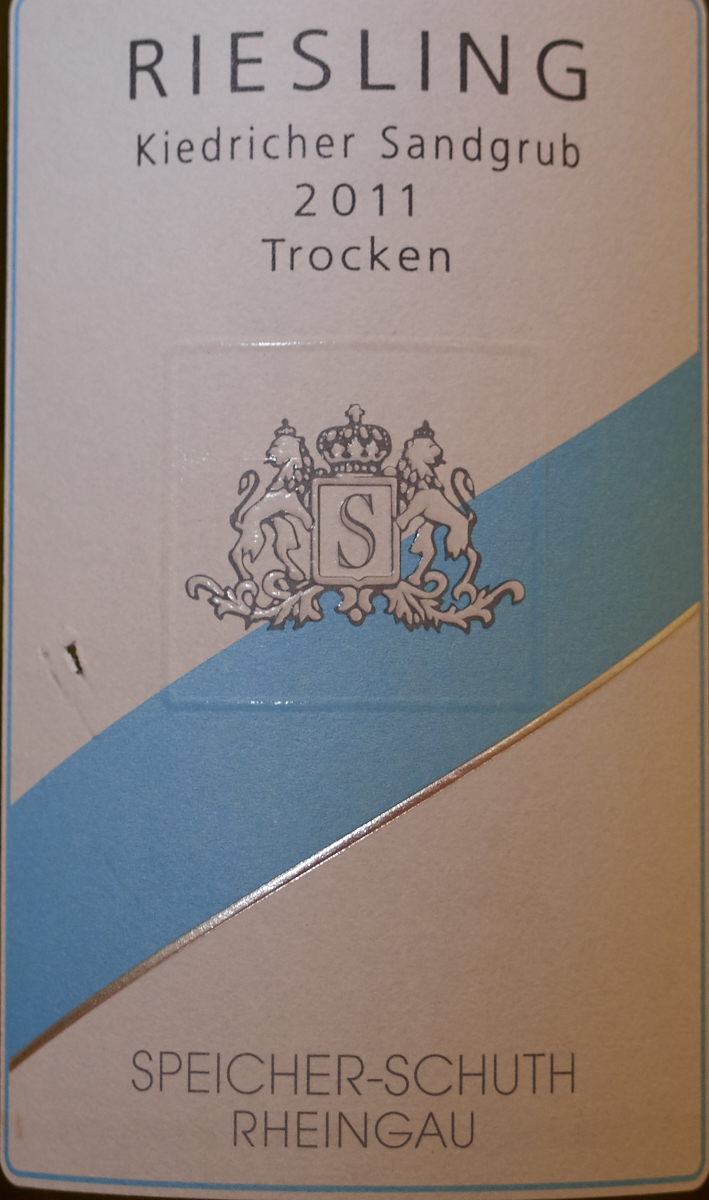 RIESLING
Kiedricher Sandgrub
2011
Trocken
S
SPEICHER-SCHUTH
RHEINGAU